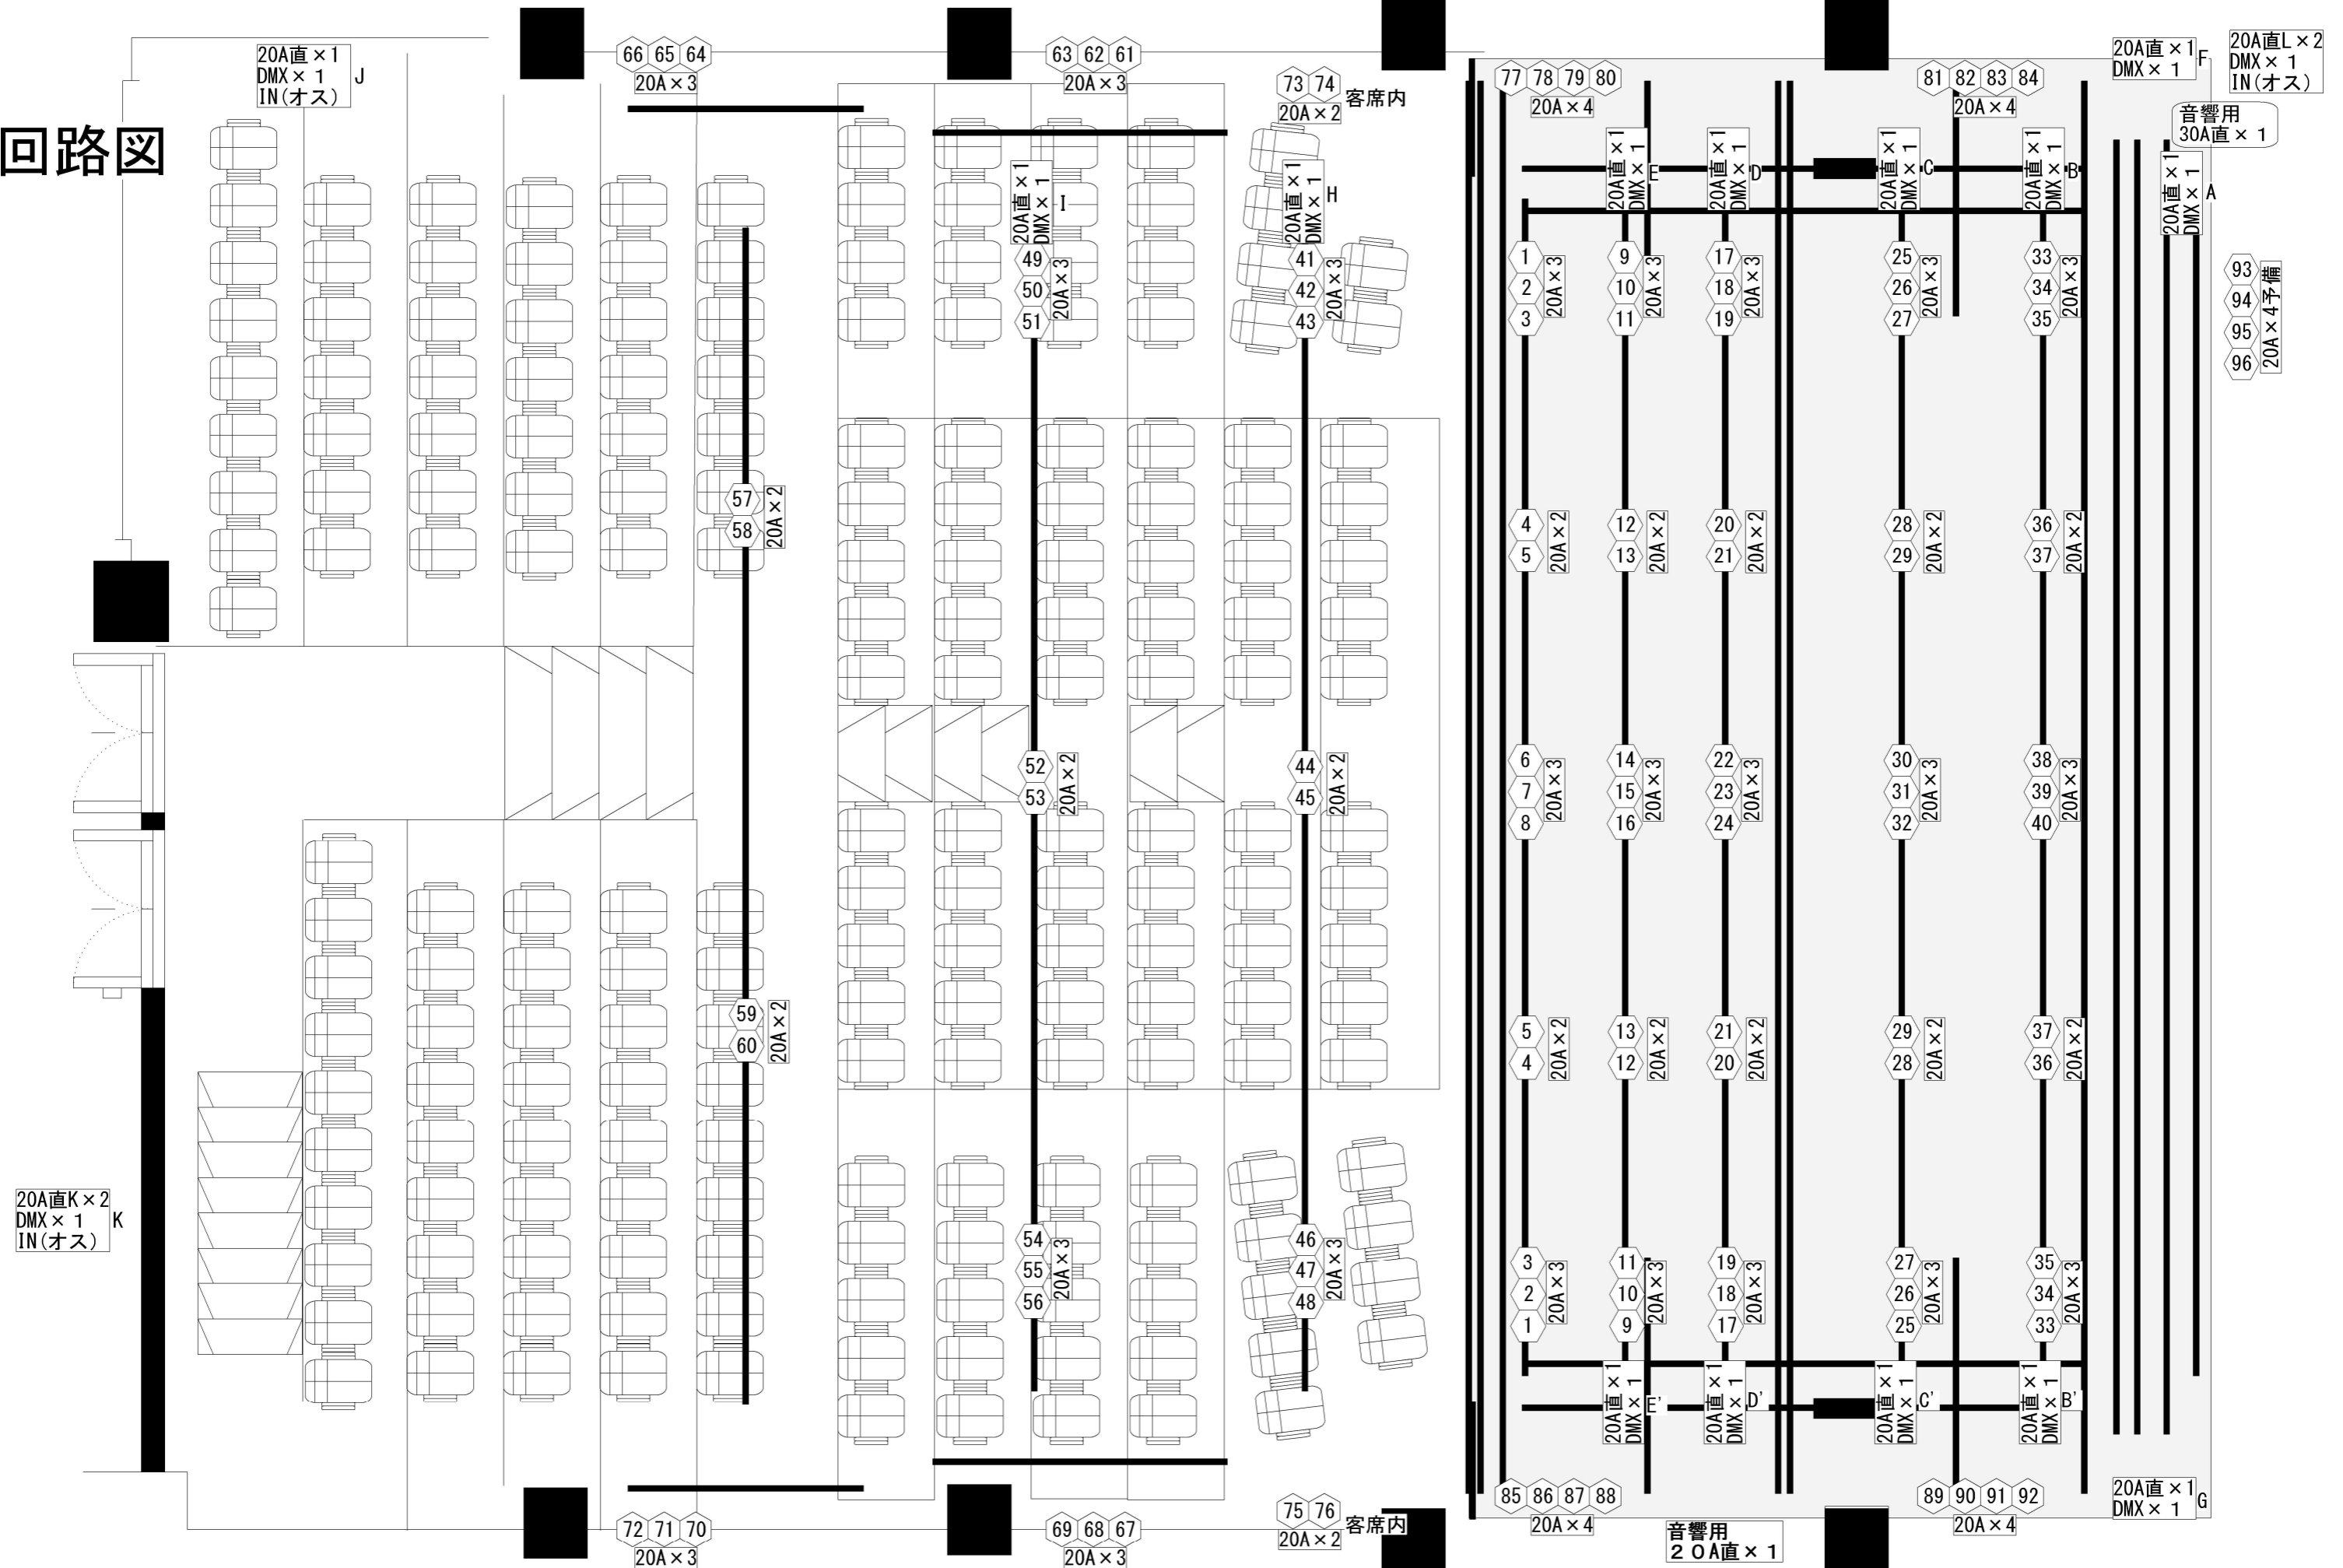 回路図
20A直×1
DMX×1
IN(オス)
J
66 65 64
20A×3
63 62 61
20A×3
73 74
客席内
20A×2
77 78 79 80
20A×4
81 82 83 84
20A×4
20A直×1
DMX×1
F
20A直L×2
DMX×1
IN(オス)
音響用
30A直×1
20A直×1
DMX×1
I
20A直×1
DMX×1
H
20A直×1
DMX×1
E
20A直×1
DMX×1
D
20A直×1
DMX×1
C
20A直×1
DMX×1
B
20A直×1
DMX×1
A
49
50
51
20A×3
41
42
43
20A×3
1
2
3
20A×3
9
10
11
20A×3
17
18
19
20A×3
25
26
27
20A×3
33
34
35
20A×3
93
94
95
96
20A×4予備
57
58
20A×2
4
5
20A×2
12
13
20A×2
20
21
20A×2
28
29
20A×2
36
37
20A×2
52
53
20A×2
44
45
20A×2
6
7
8
20A×3
14
15
16
20A×3
22
23
24
20A×3
30
31
32
20A×3
38
39
40
20A×3
59
60
20A×2
5
4
20A×2
13
12
20A×2
21
20
20A×2
29
28
20A×2
37
36
20A×2
20A直K×2
DMX×1
IN(オス)
K
54
55
56
20A×3
46
47
48
20A×3
3
2
1
20A×3
11
10
9
20A×3
19
18
17
20A×3
27
26
25
20A×3
35
34
33
20A×3
20A直×1
DMX×1
E'
20A直×1
DMX×1
D'
20A直×1
DMX×1
C'
20A直×1
DMX×1
B'
72 71 70
20A×3
69 68 67
20A×3
75 76
客席内
20A×2
85 86 87 88
20A×4
89 90 91 92
20A×4
20A直×1
DMX×1
G
音響用
２０A直×1